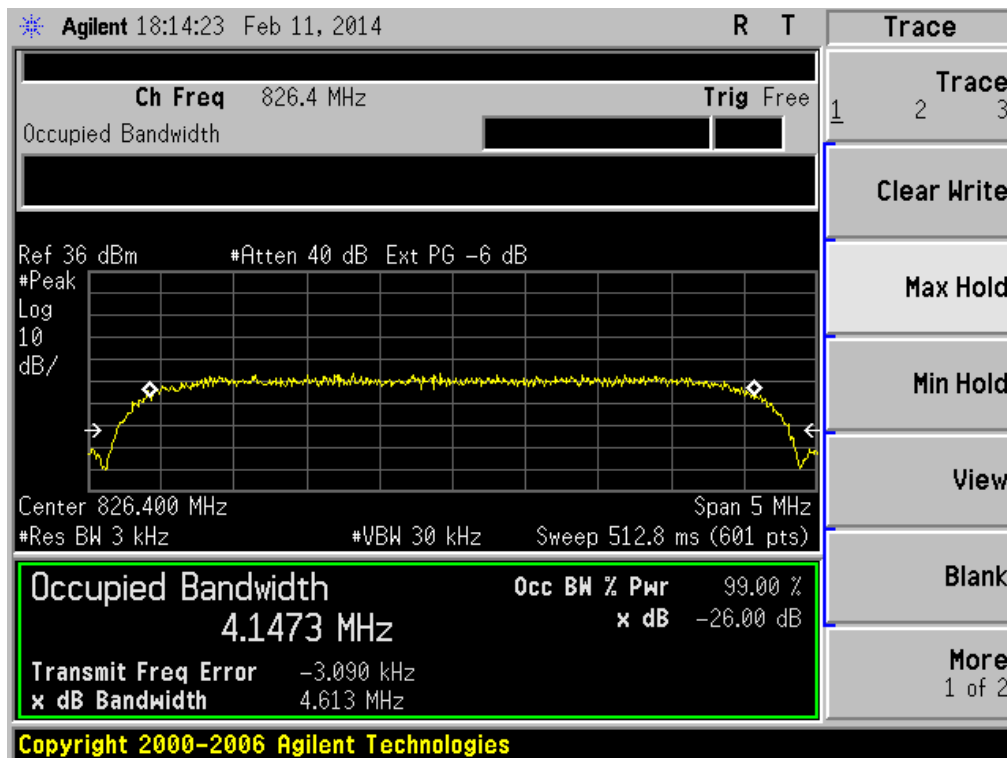 Agilent 18:14:23 Feb 11, 2014 R T
Trace
Ch Freq 826.4 MHz Trig Free
Occupied Bandwidth
Trace
1 2 3
Clear Write
Max Hold
Min Hold
View
Blank
More
1 of 2
Ref 36 dBm #Atten 40 dB Ext PG -6 dB
#Peak
Log
10
dB/
Center 826.400 MHz Span 5 MHz
#Res BW 3 kHz #VBW 30 kHz Sweep 512.8 ms (601 pts)
Occupied Bandwidth Occ BW % Pwr 99.00 %
4.1473 MHz x dB -26.00 dB
Transmit Freq Error -3.090 kHz
x dB Bandwidth 4.613 MHz
Copyright 2000-2006 Agilent Technologies